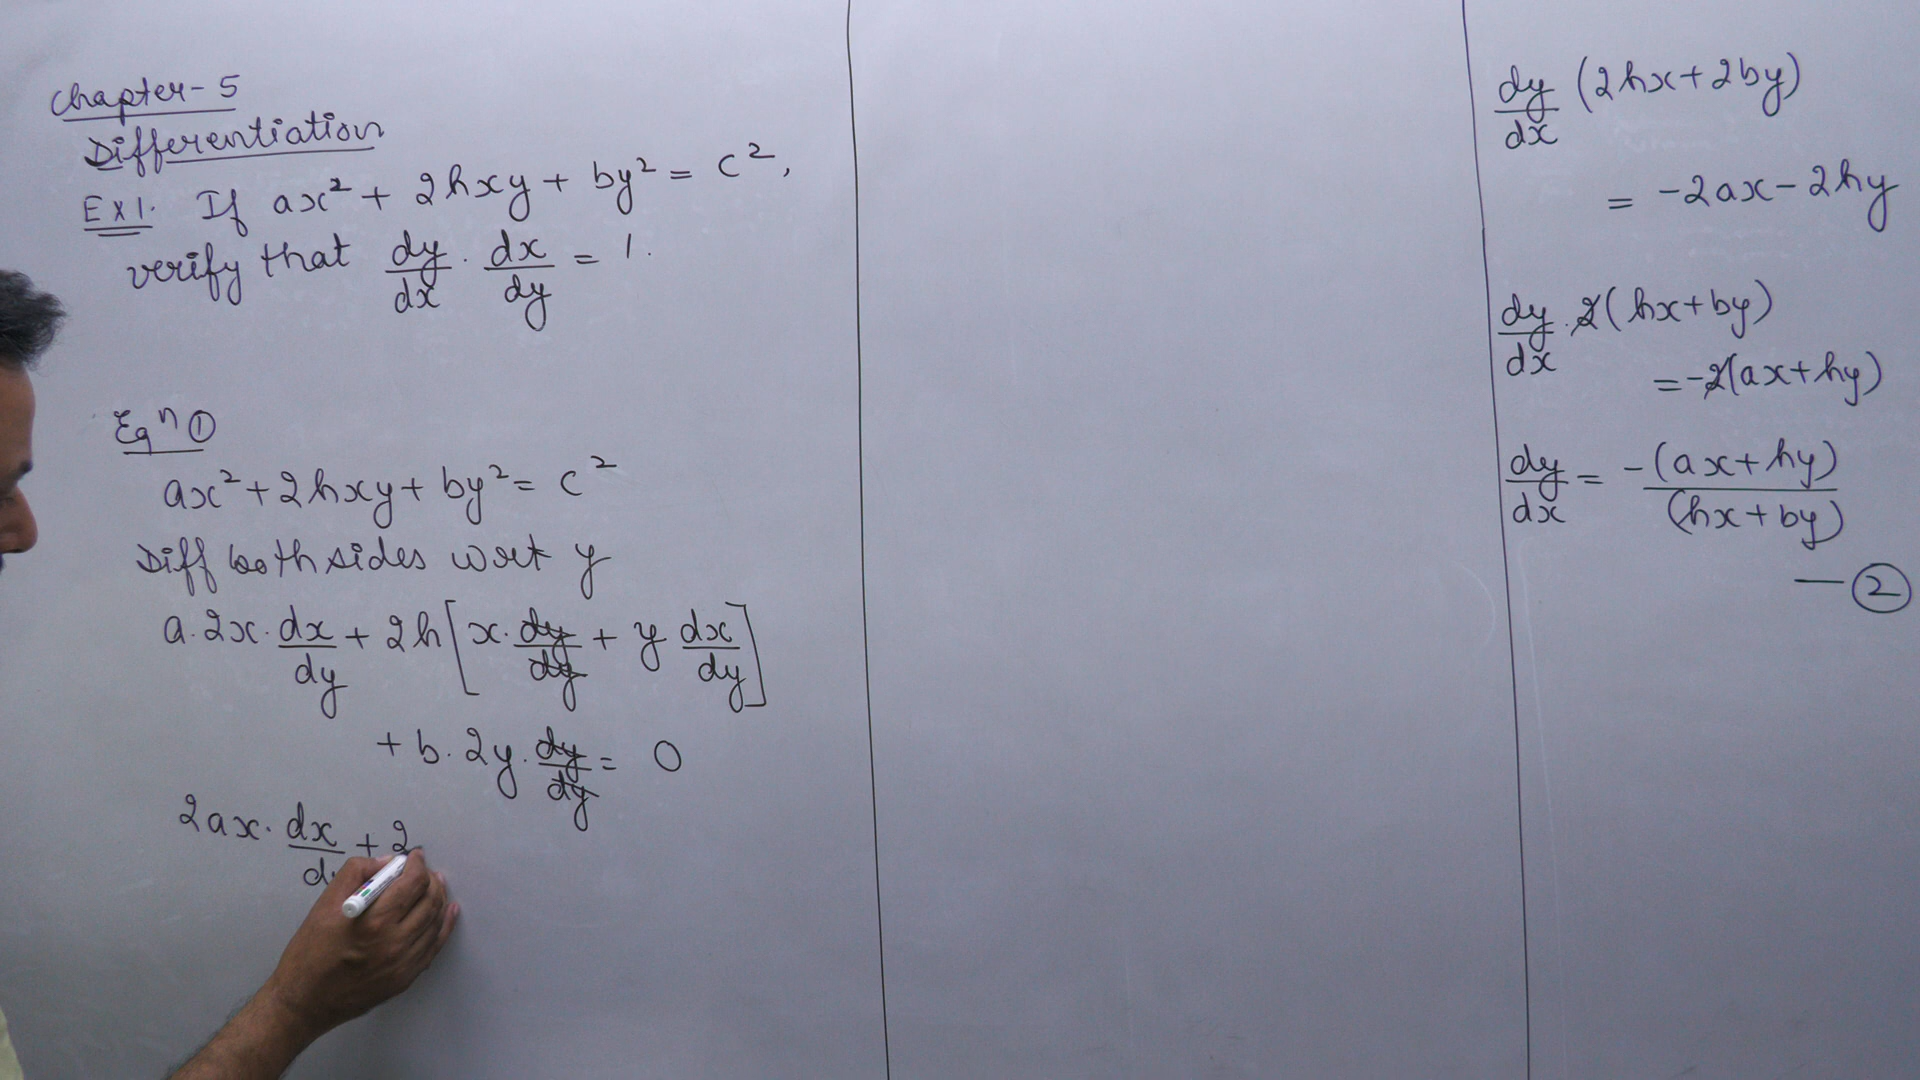 Chapter-5
Differentiation
Ex1. If ax² + 2hxy + by² = c²,
verify that dy/dx · dx/dy = 1.
Eqⁿ ①
ax² + 2hxy + by² = c²
Diff both sides wrt y
a·2x·dx/dy + 2h[x·dy/dy + y dx/dy]
+ b·2y·dy/dy = 0
2ax·dx/dy + 2
dy/dx (2hx+2by)
= -2ax-2hy
dy/dx · 2(hx+by)
= -2(ax+hy)
dy/dx = -(ax+hy)/(hx+by)
— ②